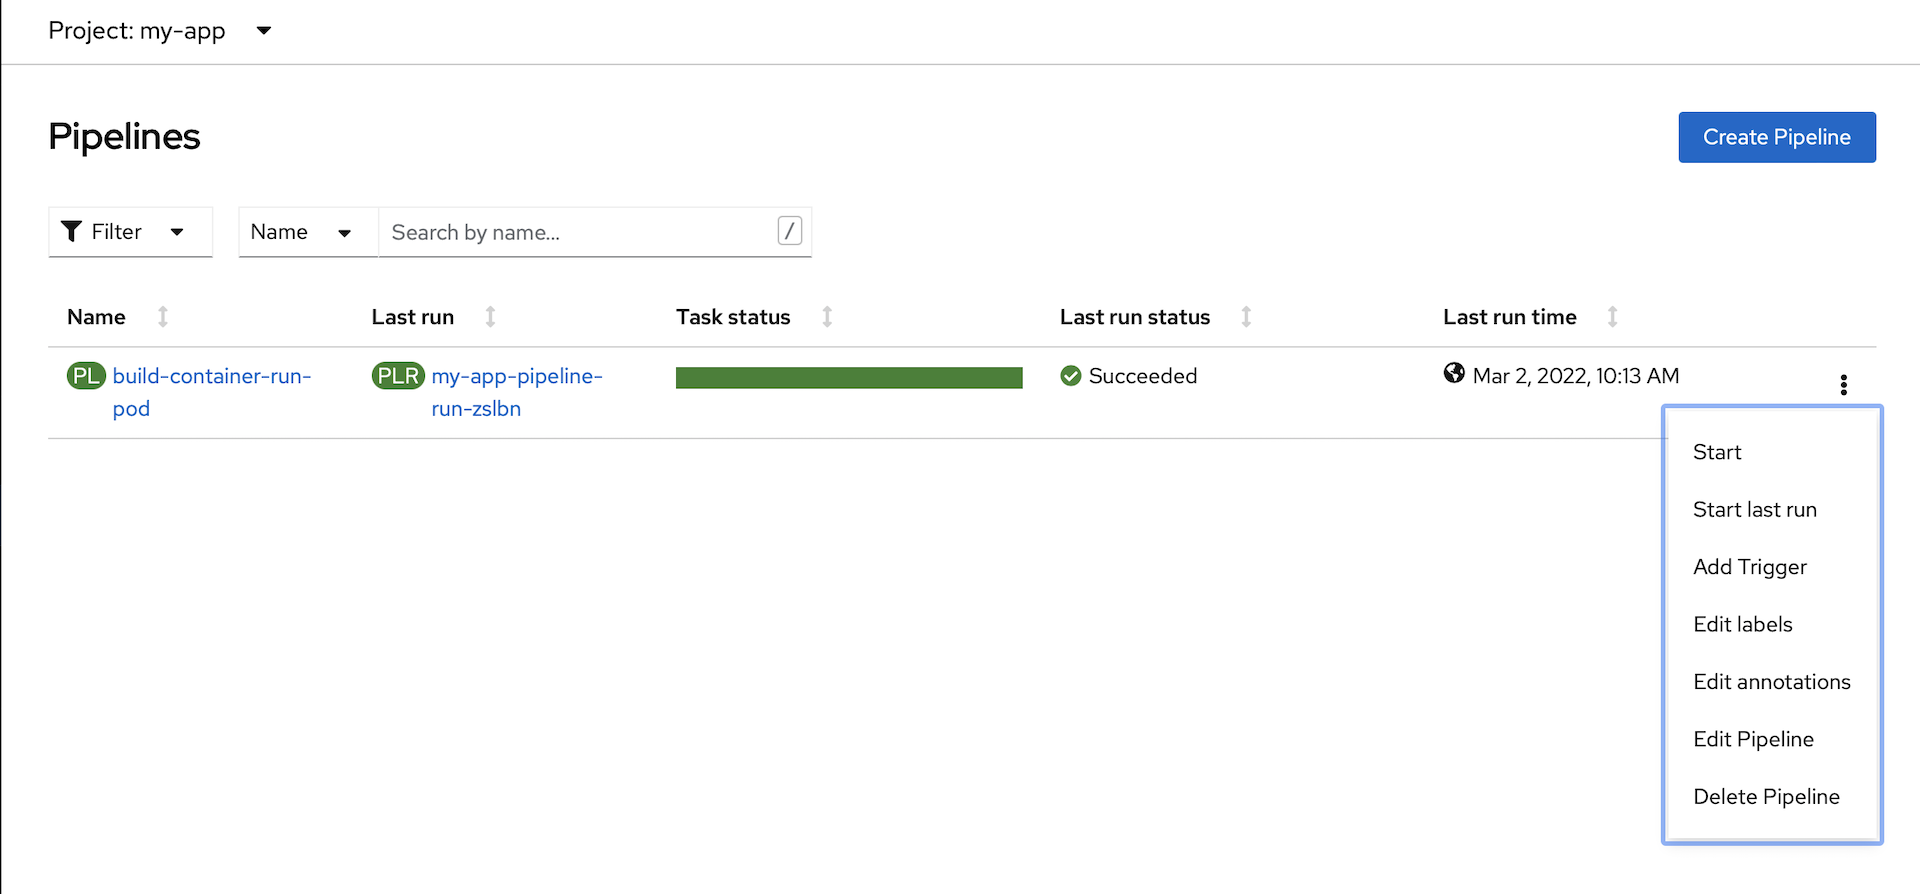 Project: my-app
Pipelines
Create Pipeline
Filter
Name
Search by name...
/
Name
Last run
Task status
Last run status
Last run time
PL build-container-run-
pod
PLR my-app-pipeline-
run-zslbn
Succeeded
Mar 2, 2022, 10:13 AM
Start
Start last run
Add Trigger
Edit labels
Edit annotations
Edit Pipeline
Delete Pipeline